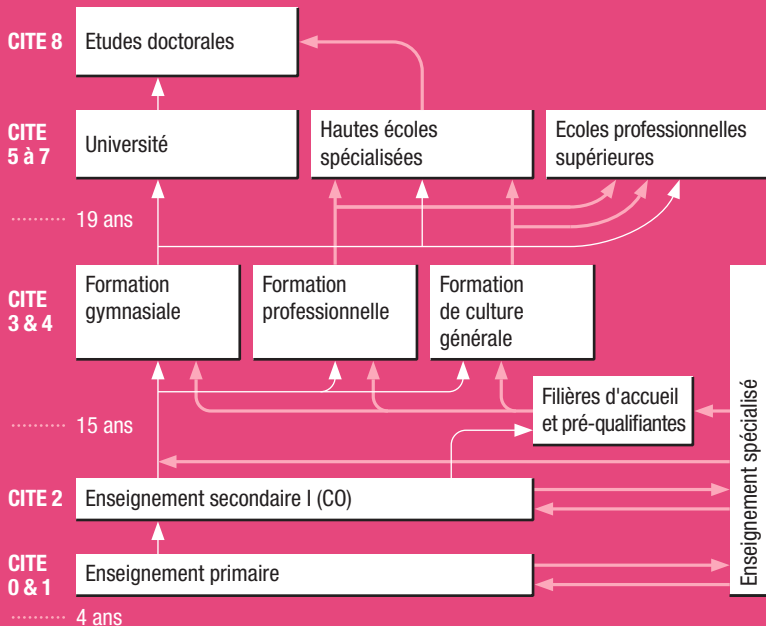 CITE 8
Etudes doctorales
CITE
5 à 7
Université
Hautes écoles
spécialisées
Ecoles professionnelles
supérieures
19 ans
CITE
3 & 4
Formation
gymnasiale
Formation
professionnelle
Formation
de culture
générale
Filières d'accueil
et pré-qualifiantes
Enseignement spécialisé
15 ans
CITE 2
Enseignement secondaire I (CO)
CITE
0 & 1
Enseignement primaire
4 ans